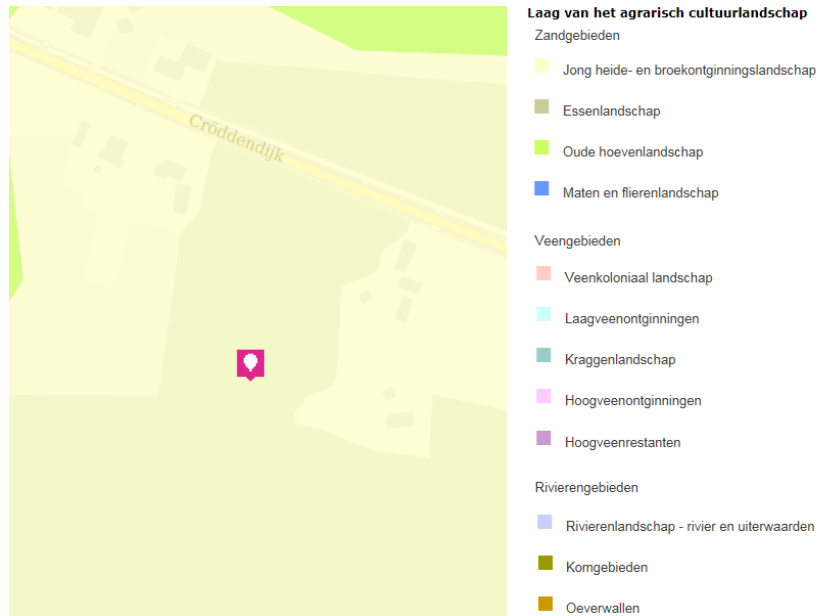 Cröddendijk
Laag van het agrarisch cultuurlandschap
Zandgebieden
Jong heide- en broekontginningslandschap
Essenlandschap
Oude hoevenlandschap
Maten en flierenlandschap
Veengebieden
Veenkoloniaal landschap
Laagveenontginningen
Kraggenlandschap
Hoogveenontginningen
Hoogveenrestanten
Rivierengebieden
Rivierenlandschap - rivier en uiterwaarden
Komgebieden
Oeverwallen